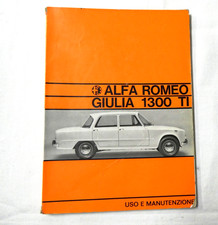 ALFA ROMEO
GIULIA 1300 TI
USO E MANUTENZIONE